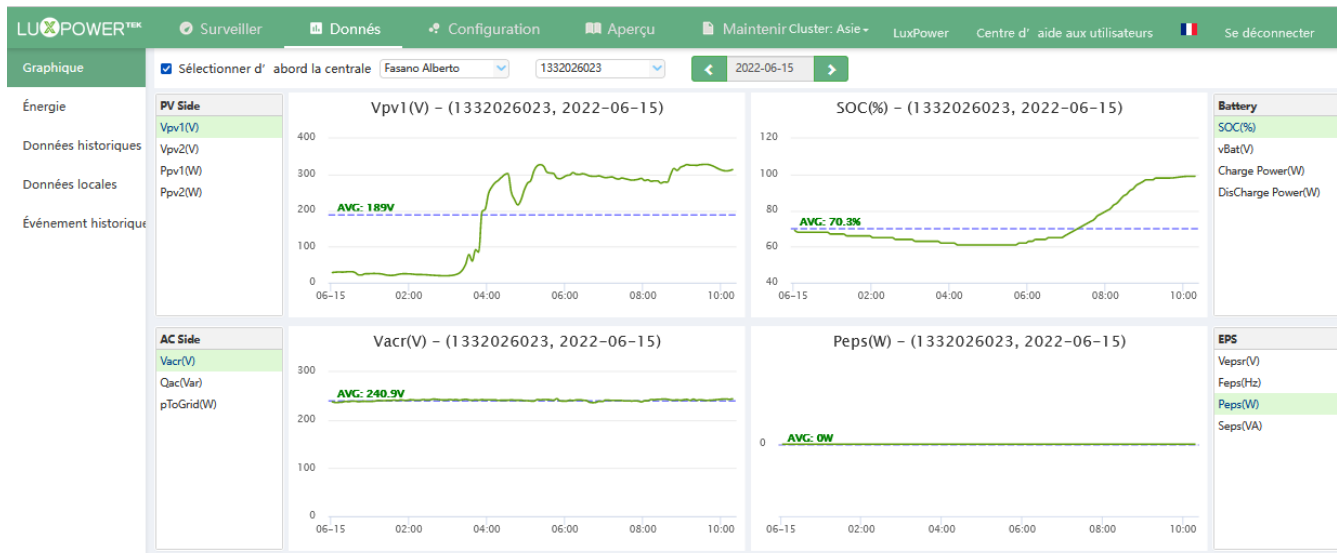 LUXPOWERTEK
Surveiller Donnés Configuration Aperçu Maintenir Cluster: Asie LuxPower Centre d' aide aux utilisateurs Se déconnecter
Graphique
Sélectionner d' abord la centrale Fasano Alberto 1332026023 2022-06-15
Énergie
Données historiques
Données locales
Événement historique
PV Side
Vpv1(V)
Vpv2(V)
Ppv1(W)
Ppv2(W)
Vpv1(V) – (1332026023, 2022-06-15)
400
300
200
100
0
AVG: 189V
06-15 02:00 04:00 06:00 08:00 10:00
SOC(%) – (1332026023, 2022-06-15)
120
100
80
60
40
AVG: 70.3%
06-15 02:00 04:00 06:00 08:00 10:00
Battery
SOC(%)
vBat(V)
Charge Power(W)
DisCharge Power(W)
AC Side
Vacr(V)
Qac(Var)
pToGrid(W)
Vacr(V) – (1332026023, 2022-06-15)
300
200
100
0
AVG: 240.9V
06-15 02:00 04:00 06:00 08:00 10:00
Peps(W) – (1332026023, 2022-06-15)
0
AVG: 0W
06-15 02:00 04:00 06:00 08:00 10:00
EPS
Vepsr(V)
Feps(Hz)
Peps(W)
Seps(VA)